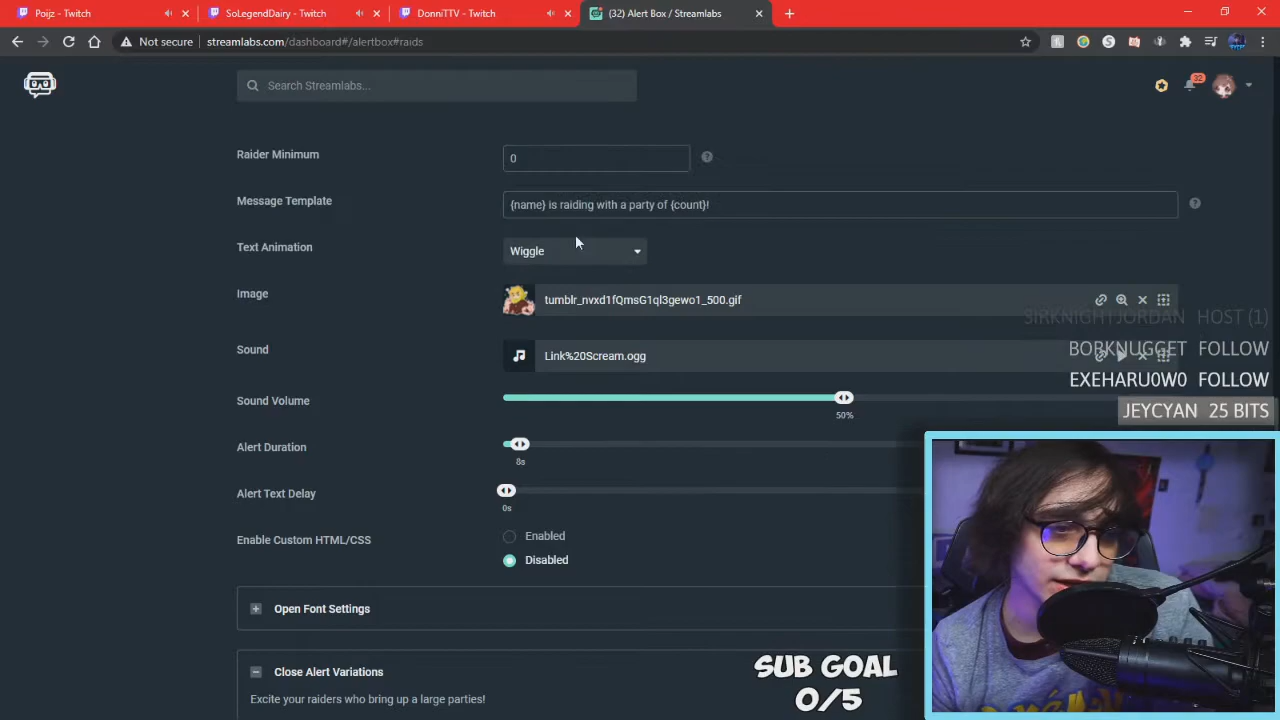 Poijz - Twitch
SoLegendDairy - Twitch
DonniTTV - Twitch
(32) Alert Box / Streamlabs
Not secure
streamlabs.com/dashboard#/alertbox#raids
Search Streamlabs...
32
Raider Minimum
0
Message Template
{name} is raiding with a party of {count}!
Text Animation
Wiggle
Image
tumblr_nvxd1fQmsG1ql3gewo1_500.gif
SIRKNIGHTJORDAN HOST (1)
Sound
Link%20Scream.ogg
BORKNUGGET FOLLOW
EXEHARU0W0 FOLLOW
Sound Volume
50%
JEYCYAN 25 BITS
Alert Duration
8s
Alert Text Delay
0s
Enable Custom HTML/CSS
Enabled
Disabled
Open Font Settings
Close Alert Variations
Excite your raiders who bring up a large parties!
SUB GOAL
0/5